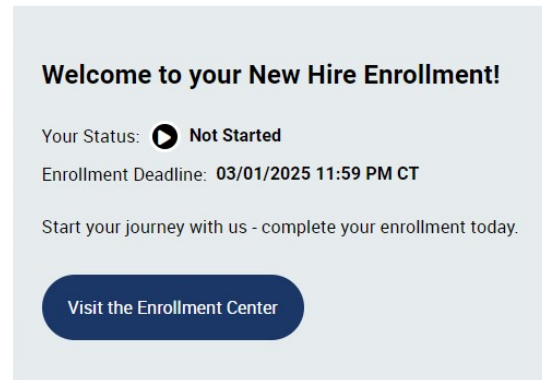 Welcome to your New Hire Enrollment!
Your Status: Not Started
Enrollment Deadline: 03/01/2025 11:59 PM CT
Start your journey with us - complete your enrollment today.
Visit the Enrollment Center